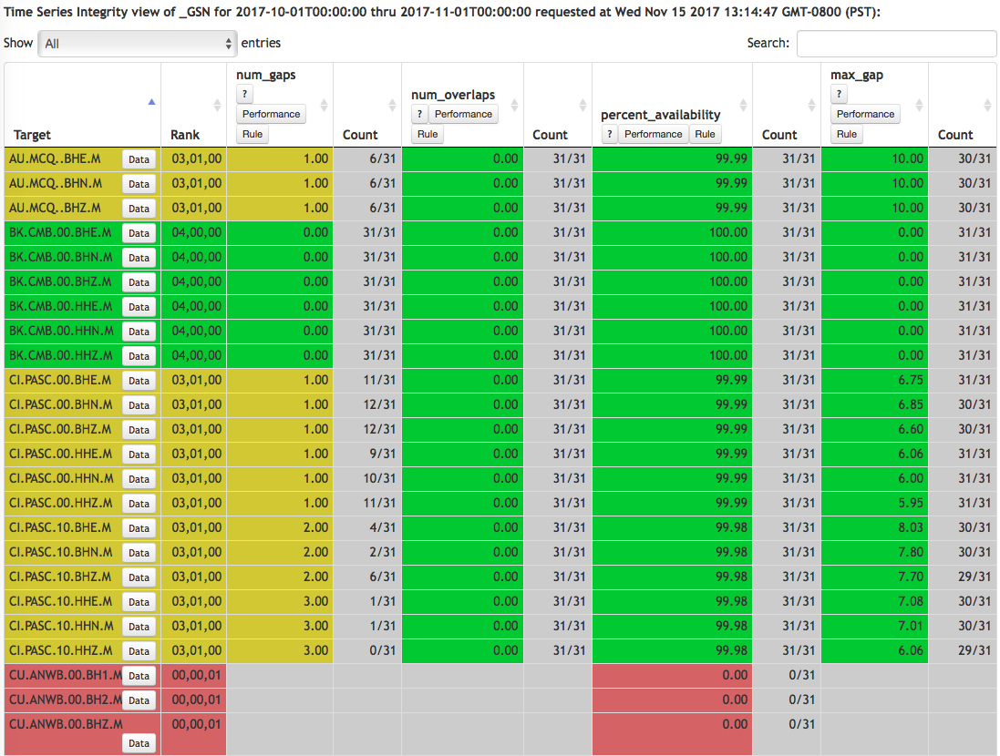 Time Series Integrity view of _GSN for 2017-10-01T00:00:00 thru 2017-11-01T00:00:00 requested at Wed Nov 15 2017 13:14:47 GMT-0800 (PST):
Show All entries Search:
num_gaps max_gap
? num_overlaps ?
Performance ? Performance percent_availability Performance
Target Rank Rule Count Rule Count ? Performance Rule Count Rule Count
AU.MCQ..BHE.M Data 03,01,00 1.00 6/31 0.00 31/31 99.99 31/31 10.00 30/31
AU.MCQ..BHN.M Data 03,01,00 1.00 6/31 0.00 31/31 99.99 31/31 10.00 30/31
AU.MCQ..BHZ.M Data 03,01,00 1.00 6/31 0.00 31/31 99.99 31/31 10.00 30/31
BK.CMB.00.BHE.M Data 04,00,00 0.00 31/31 0.00 31/31 100.00 31/31 0.00 31/31
BK.CMB.00.BHN.M Data 04,00,00 0.00 31/31 0.00 31/31 100.00 31/31 0.00 31/31
BK.CMB.00.BHZ.M Data 04,00,00 0.00 31/31 0.00 31/31 100.00 31/31 0.00 31/31
BK.CMB.00.HHE.M Data 04,00,00 0.00 31/31 0.00 31/31 100.00 31/31 0.00 31/31
BK.CMB.00.HHN.M Data 04,00,00 0.00 31/31 0.00 31/31 100.00 31/31 0.00 31/31
BK.CMB.00.HHZ.M Data 04,00,00 0.00 31/31 0.00 31/31 100.00 31/31 0.00 31/31
CI.PASC.00.BHE.M Data 03,01,00 1.00 11/31 0.00 31/31 99.99 31/31 6.75 31/31
CI.PASC.00.BHN.M Data 03,01,00 1.00 12/31 0.00 31/31 99.99 31/31 6.85 30/31
CI.PASC.00.BHZ.M Data 03,01,00 1.00 12/31 0.00 31/31 99.99 31/31 6.60 30/31
CI.PASC.00.HHE.M Data 03,01,00 1.00 9/31 0.00 31/31 99.99 31/31 6.06 31/31
CI.PASC.00.HHN.M Data 03,01,00 1.00 10/31 0.00 31/31 99.99 31/31 6.00 31/31
CI.PASC.00.HHZ.M Data 03,01,00 1.00 11/31 0.00 31/31 99.99 31/31 5.95 31/31
CI.PASC.10.BHE.M Data 03,01,00 2.00 4/31 0.00 31/31 99.98 31/31 8.03 30/31
CI.PASC.10.BHN.M Data 03,01,00 2.00 2/31 0.00 31/31 99.98 31/31 7.80 30/31
CI.PASC.10.BHZ.M Data 03,01,00 2.00 6/31 0.00 31/31 99.98 31/31 7.70 29/31
CI.PASC.10.HHE.M Data 03,01,00 3.00 1/31 0.00 31/31 99.98 31/31 7.08 30/31
CI.PASC.10.HHN.M Data 03,01,00 3.00 1/31 0.00 31/31 99.98 31/31 7.01 30/31
CI.PASC.10.HHZ.M Data 03,01,00 3.00 0/31 0.00 31/31 99.98 31/31 6.06 29/31
CU.ANWB.00.BH1.M Data 00,00,01 0.00 0/31
CU.ANWB.00.BH2.M Data 00,00,01 0.00 0/31
CU.ANWB.00.BHZ.M 00,00,01 0.00 0/31
Data